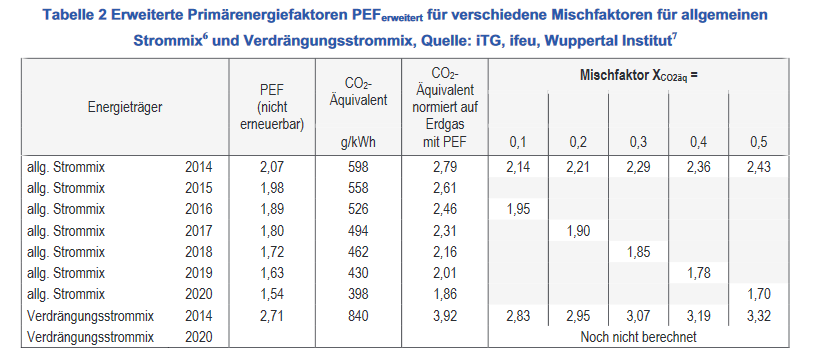 Tabelle 2 Erweiterte Primärenergiefaktoren PEFerweitert für verschiedene Mischfaktoren für allgemeinen
Strommix6 und Verdrängungsstrommix, Quelle: iTG, ifeu, Wuppertal Institut7
Energieträger PEF (nicht erneuerbar) CO2-Äquivalent g/kWh CO2-Äquivalent normiert auf Erdgas mit PEF Mischfaktor XCO2äq =
0,1 0,2 0,3 0,4 0,5
allg. Strommix 2014 2,07 598 2,79 2,14 2,21 2,29 2,36 2,43
allg. Strommix 2015 1,98 558 2,61
allg. Strommix 2016 1,89 526 2,46 1,95
allg. Strommix 2017 1,80 494 2,31 1,90
allg. Strommix 2018 1,72 462 2,16 1,85
allg. Strommix 2019 1,63 430 2,01 1,78
allg. Strommix 2020 1,54 398 1,86 1,70
Verdrängungsstrommix 2014 2,71 840 3,92 2,83 2,95 3,07 3,19 3,32
Verdrängungsstrommix 2020 Noch nicht berechnet